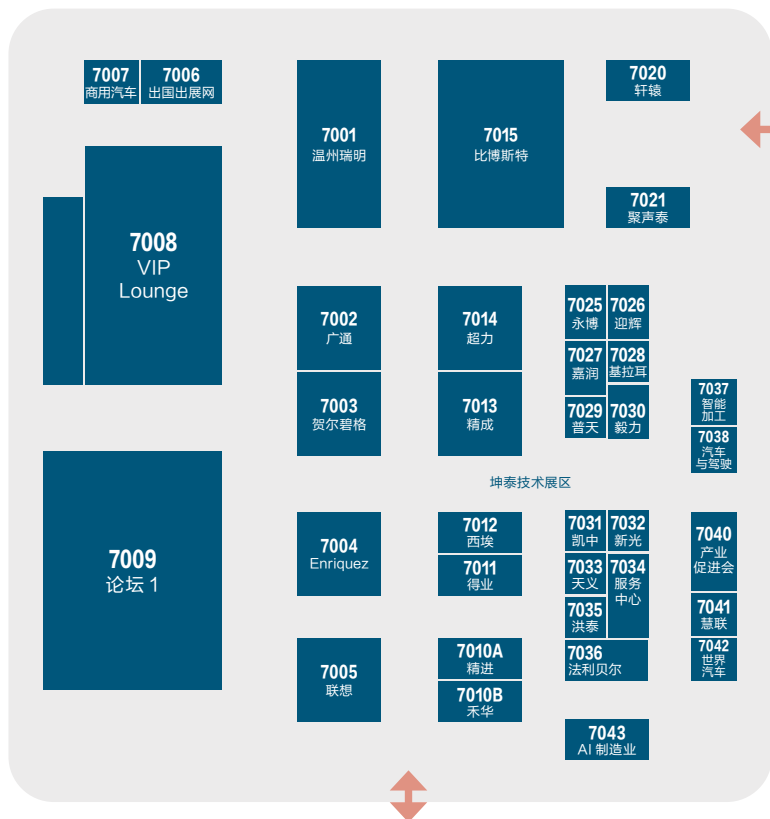 7007
商用汽车
7006
出国出展网
7001
温州瑞明
7015
比博斯特
7020
轩辕
7021
聚声泰
7008
VIP
Lounge
7002
广通
7014
超力
7025
永博
7026
迎辉
7027
嘉润
7028
基拉耳
7003
贺尔碧格
7013
精成
7029
普天
7030
毅力
7037
智能
加工
7038
汽车
与驾驶
坤泰技术展区
7009
论坛 1
7004
Enriquez
7012
西埃
7011
得业
7031
凯中
7032
新光
7033
天义
7034
服务
中心
7035
洪泰
7036
法利贝尔
7040
产业
促进会
7041
慧联
7042
世界
汽车
7005
联想
7010A
精进
7010B
禾华
7043
AI 制造业